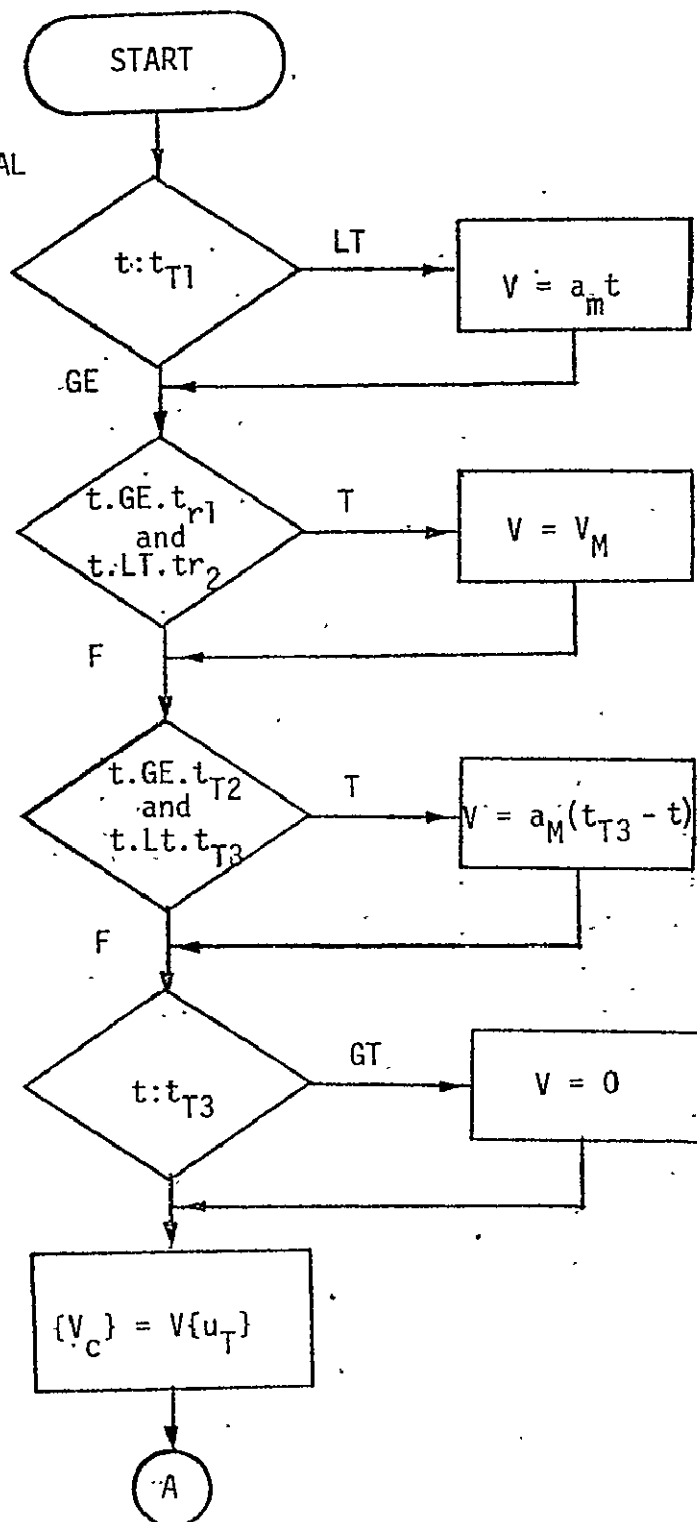 START
AL
t:t_T1
LT
V = a_m t
GE
t.GE.t_r1
and
t.LT.tr_2
T
V = V_M
F
t.GE.t_T2
and
t.Lt.t_T3
T
V = a_M(t_T3 - t)
F
t:t_T3
GT
V = 0
{V_c} = V{u_T}
A